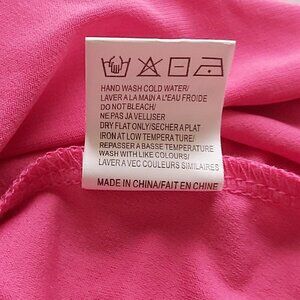 HAND WASH COLD WATER/
LAVER A LA MAIN A L'EAU FROIDE
DO NOT BLEACH/
NE PAS JA VELLISER
DRY FLAT ONLY/SECHER A PLAT
IRON AT LOW TEMPERATURE/
REPASSER A BASSE TEMPERATURE
WASH WITH LIKE COLOURS/
LAVER A VEC COULEURS SIMILAIRES
MADE IN CHINA/FAIT EN CHINE